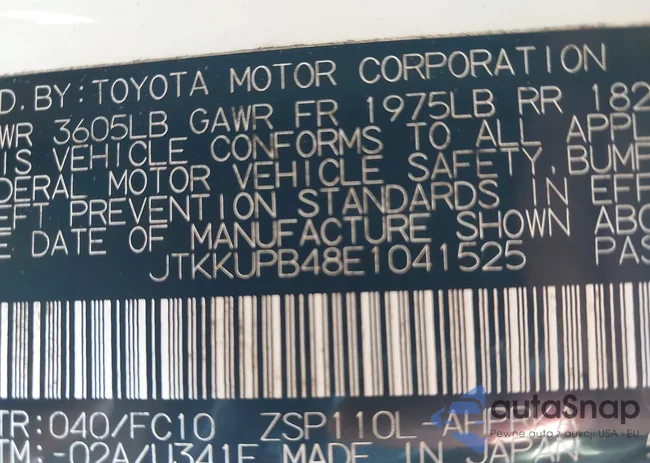 D. BY: TOYOTA MOTOR CORPORATION
WR 3605LB GAWR FR 1975LB RR 182
IS VEHICLE CONFORMS TO ALL APPL
DERAL MOTOR VEHICLE SAFETY, BUMP
EFT PREVENTION STANDARDS IN EFF
E DATE OF MANUFACTURE SHOWN ABO
JTKKUPB48E1041525 PAS
TR: 040/FC10 ZSP110L-AH
TM: -02A/U341F MADE IN JAPAN
autoSnap
Pewne auta z aukcji USA